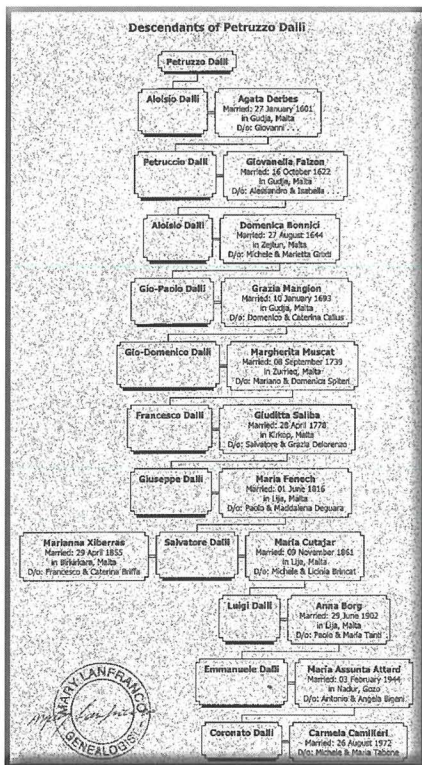 Descendants of Petruzzo Dalli
Petruzzo Dalli
Aloisio Dalli
Agata Derbes
Married: 27 January 1601
in Gudja, Malta
D/o: Giovanni . . .
Petruccio Dalli
Giovanella Falzon
Married: 16 October 1622
in Gudja, Malta
D/o: Alessandro & Isabella . . .
Aloisio Dalli
Domenica Bonnici
Married: 27 August 1644
in Zejtun, Malta
D/o: Michele & Marietta Grixti
Gio-Paolo Dalli
Grazia Mangion
Married: 10 January 1693
in Gudja, Malta
D/o: Domenico & Caterina Callus
Gio-Domenico Dalli
Margherita Muscat
Married: 08 September 1739
in Zurrieq, Malta
D/o: Mariano & Domenica Spiteri
Francesco Dalli
Giuditta Saliba
Married: 28 April 1778
in Kirkop, Malta
D/o: Salvatore & Grazia Delorenzo
Giuseppe Dalli
Maria Fenech
Married: 01 June 1816
in Lija, Malta
D/o: Paolo & Maddalena Deguara
Marianna Xiberras
Married: 29 April 1855
in Birkirkara, Malta
D/o: Francesco & Caterina Briffa
Salvatore Dalli
Maria Cutajar
Married: 09 November 1861
in Lija, Malta
D/o: Michele & Licinia Brincat
Luigi Dalli
Anna Borg
Married: 29 June 1902
in Lija, Malta
D/o: Paolo & Maria Tanti
Emmanuele Dalli
Maria Assunta Attard
Married: 03 February 1944
in Nadur, Gozo
D/o: Antonio & Angela Bigeni
Coronato Dalli
Carmela Camilleri
Married: 26 August 1972
D/o: Michele & Maria Tabone
MARY LANFRANCO
GENEALOGIST